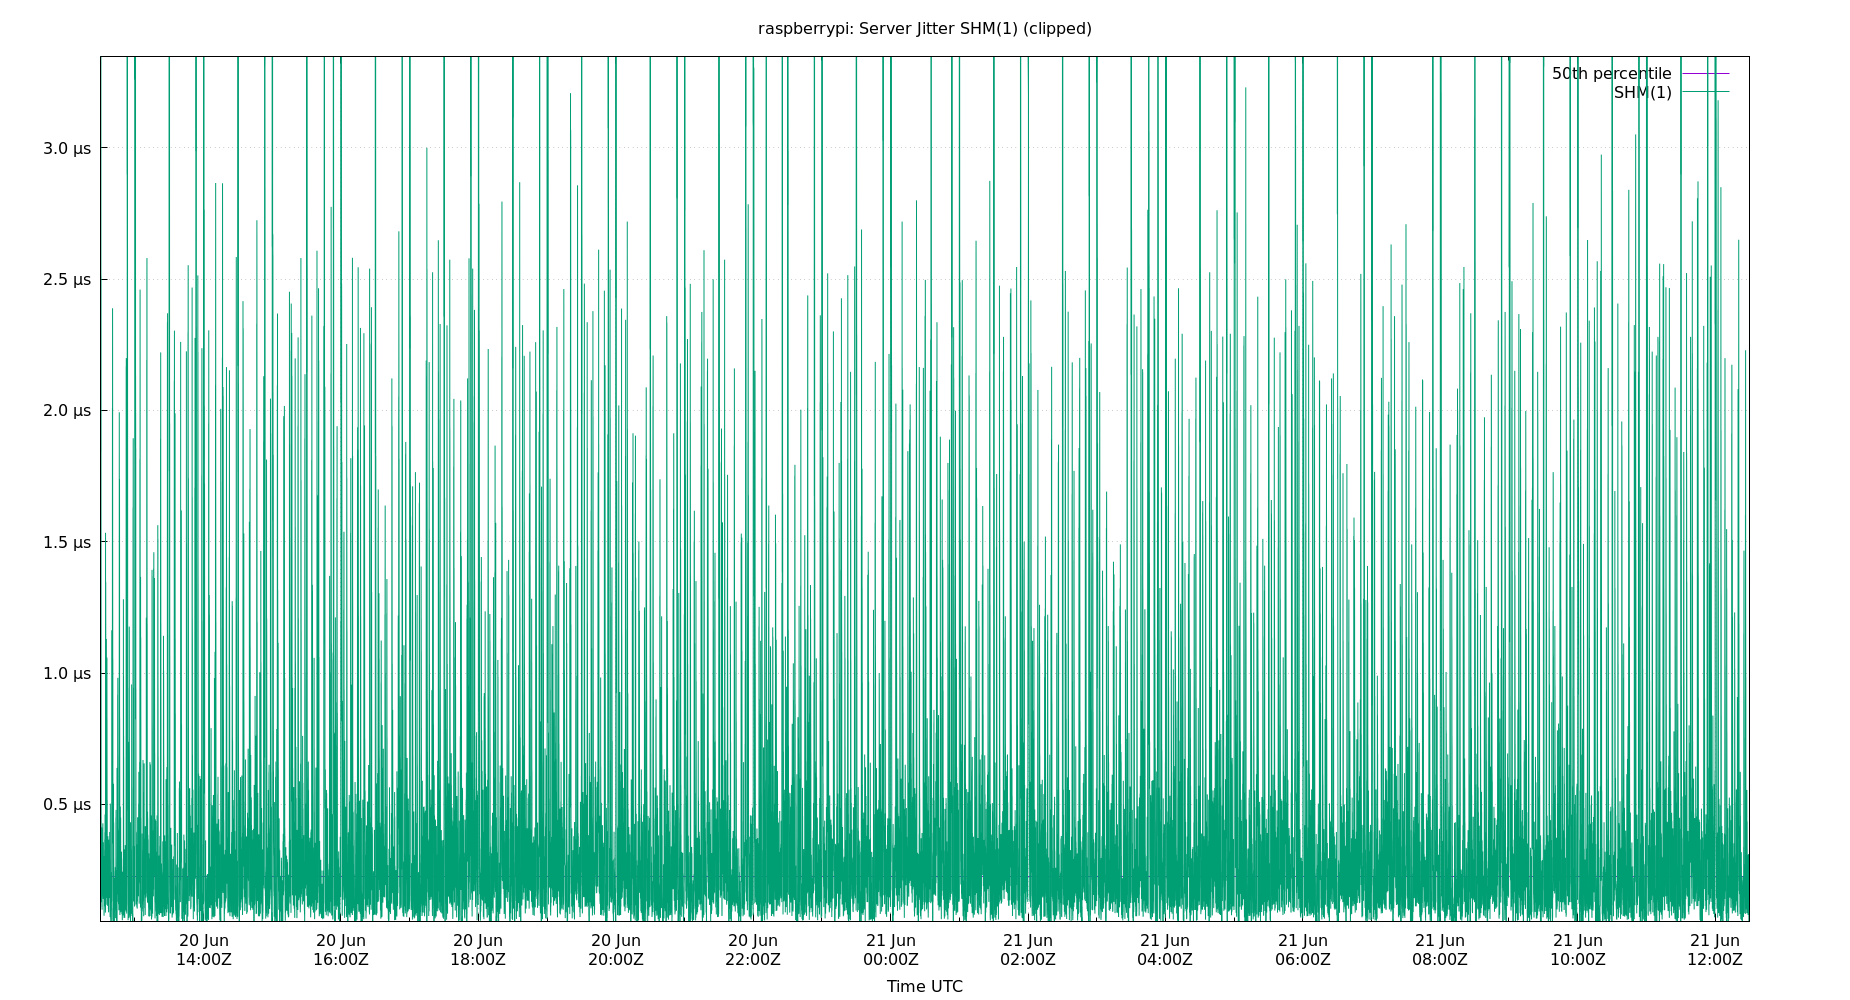 raspberrypi: Server Jitter SHM(1) (clipped)
50th percentile
SHM(1)
3.0 µs
2.5 µs
2.0 µs
1.5 µs
1.0 µs
0.5 µs
20 Jun 20 Jun 20 Jun 20 Jun 20 Jun 21 Jun 21 Jun 21 Jun 21 Jun 21 Jun 21 Jun 21 Jun
14:00Z 16:00Z 18:00Z 20:00Z 22:00Z 00:00Z 02:00Z 04:00Z 06:00Z 08:00Z 10:00Z 12:00Z
Time UTC